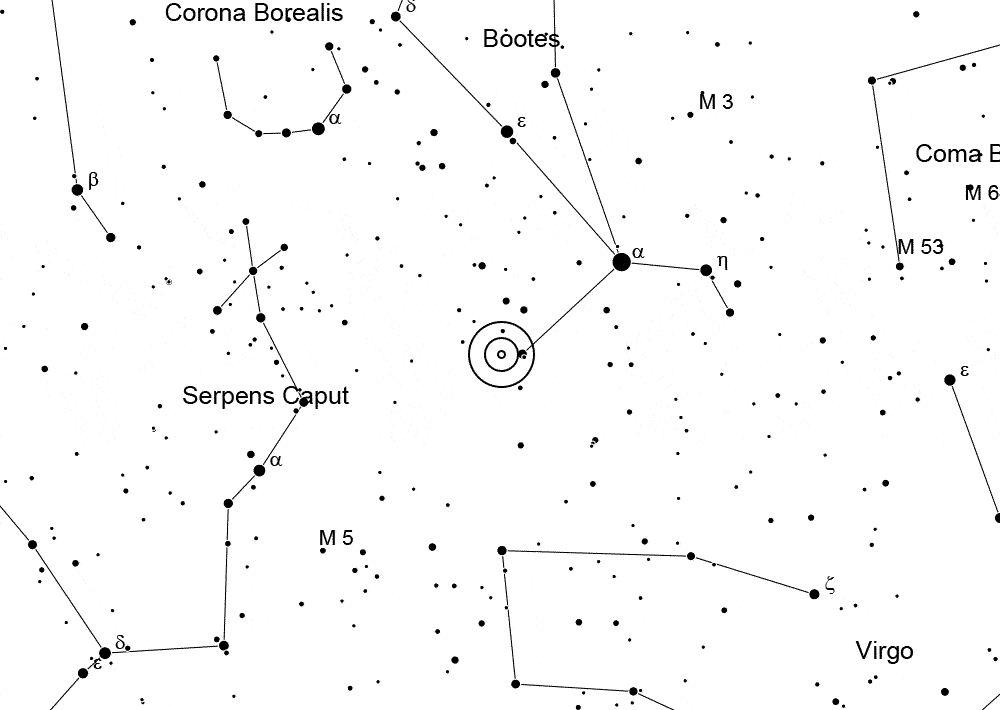 Corona Borealis
δ
Bootes
M 3
α
ε
Coma B
β
M 6
M 53
α
η
ε
Serpens Caput
α
M 5
ζ
δ
ε
Virgo